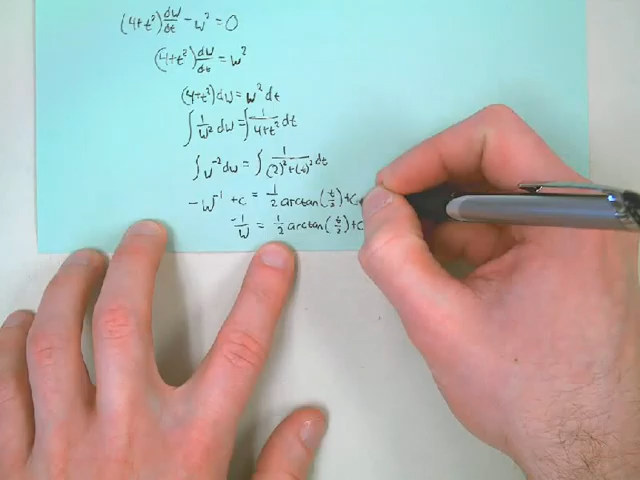 (4+t²) dw/dt - w² = 0
(4+t²) dw/dt = w²
(4+t²)dw = w² dt
∫ 1/w² dw = ∫ 1/4+t² dt
∫ w⁻² dw = ∫ 1/(2)²+(t)² dt
-w⁻¹ + c = 1/2 arctan(t/2) + C
-1/w = 1/2 arctan(t/2) + C